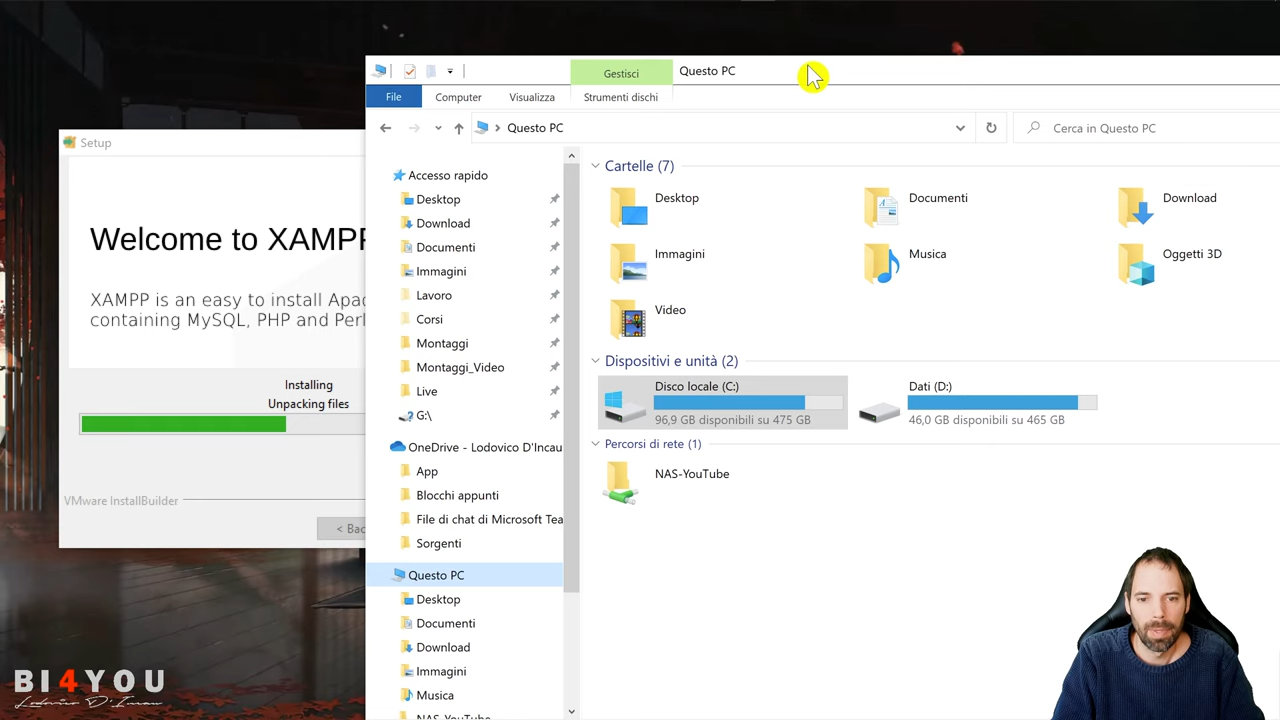 Setup
Welcome to XAMPP
XAMPP is an easy to install Apa
containing MySQL, PHP and Perl
Installing
Unpacking files
VMware InstallBuilder
< Bac
Gestisci
Questo PC
File
Computer
Visualizza
Strumenti dischi
Questo PC
Cerca in Questo PC
Accesso rapido
Desktop
Download
Documenti
Immagini
Lavoro
Corsi
Montaggi
Montaggi_Video
Live
G:\
OneDrive - Lodovico D'Incau
App
Blocchi appunti
File di chat di Microsoft Tea
Sorgenti
Questo PC
Desktop
Documenti
Download
Immagini
Musica
NAS-YouTube
Cartelle (7)
Desktop
Documenti
Download
Immagini
Musica
Oggetti 3D
Video
Dispositivi e unità (2)
Disco locale (C:)
96,9 GB disponibili su 475 GB
Dati (D:)
46,0 GB disponibili su 465 GB
Percorsi di rete (1)
NAS-YouTube
BI4YOU
Lodovico D'Incau